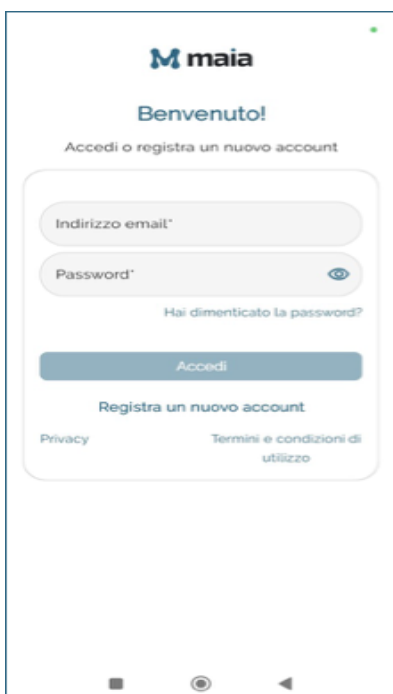 maia
Benvenuto!
Accedi o registra un nuovo account
Indirizzo email*
Password*
Hai dimenticato la password?
Accedi
Registra un nuovo account
Privacy
Termini e condizioni di
utilizzo